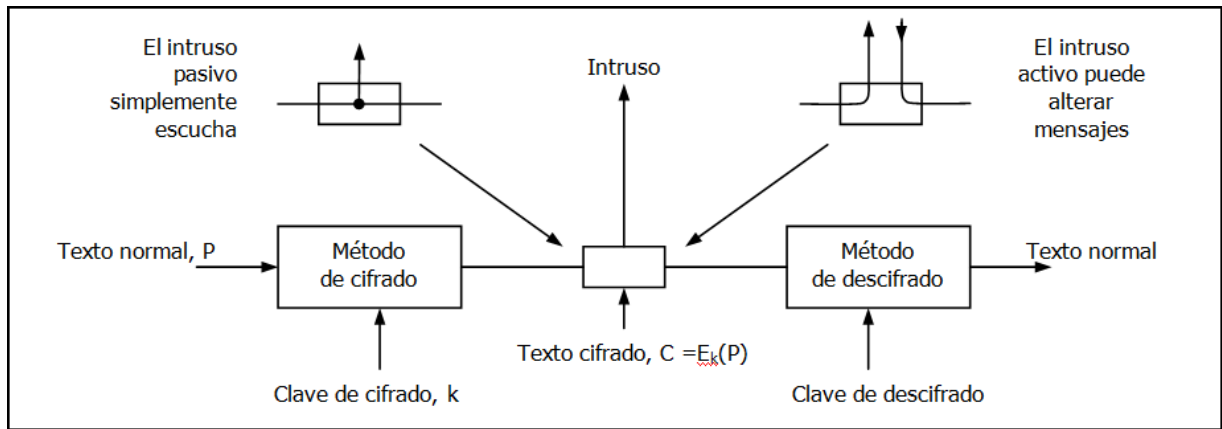 El intruso
pasivo
simplemente
escucha
Intruso
El intruso
activo puede
alterar
mensajes
Texto normal, P
Método
de cifrado
Método
de descifrado
Texto normal
Texto cifrado, C =Ek(P)
Clave de cifrado, k
Clave de descifrado